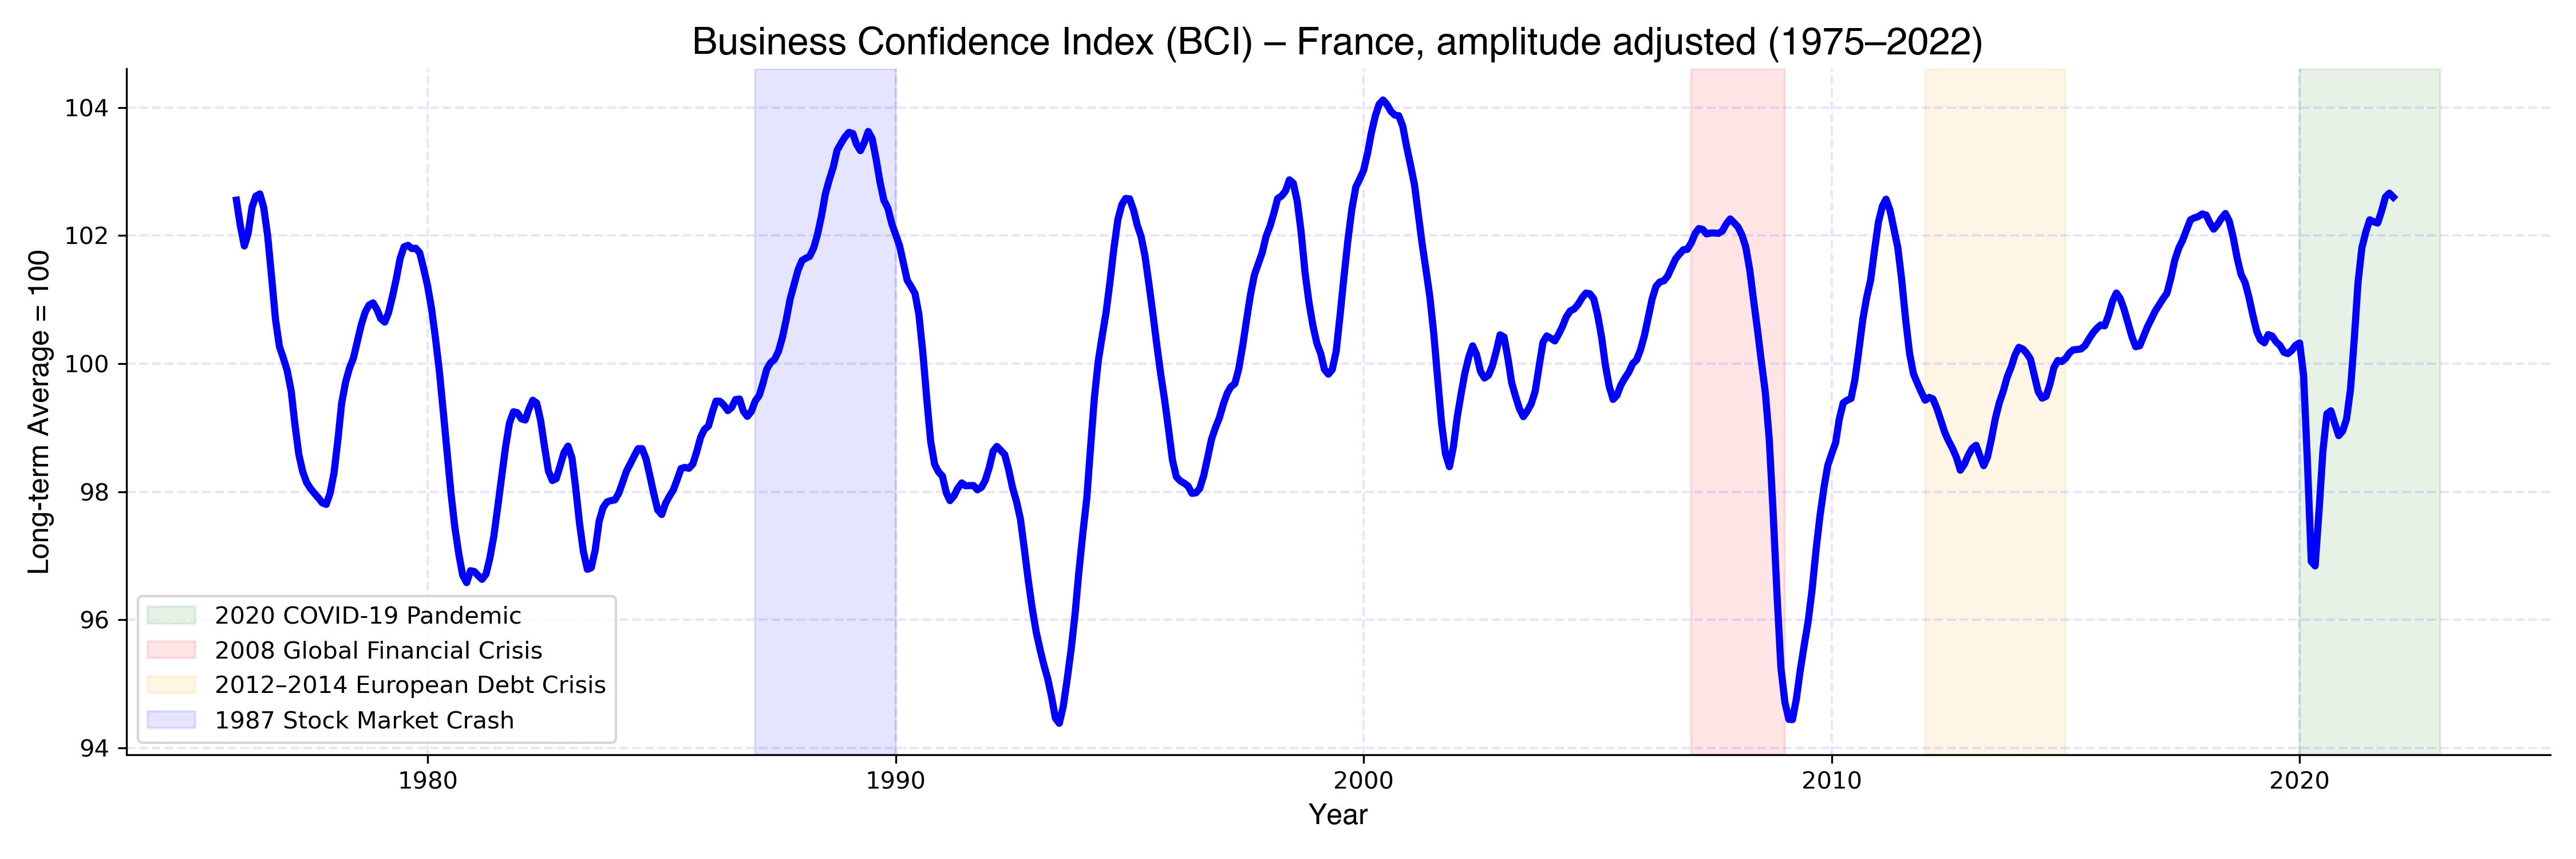 Business Confidence Index (BCI) – France, amplitude adjusted (1975–2022)
Long-term Average = 100
104
102
100
98
96
94
2020 COVID-19 Pandemic
2008 Global Financial Crisis
2012–2014 European Debt Crisis
1987 Stock Market Crash
1980
1990
2000
2010
2020
Year